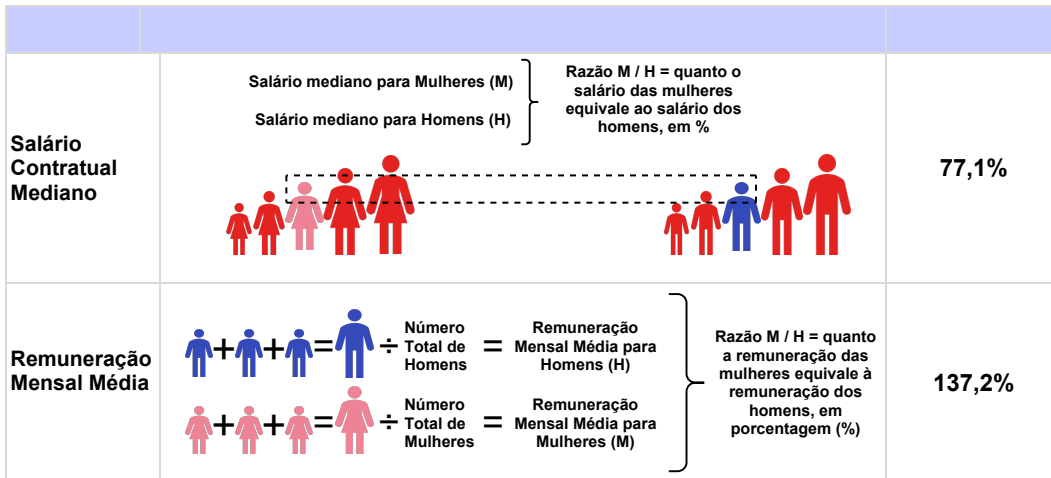 Salário mediano para Mulheres (M)
Salário mediano para Homens (H)
Razão M / H = quanto o
salário das mulheres
equivale ao salário dos
homens, em %
Salário
Contratual
Mediano
77,1%
Remuneração
Mensal Média
+ + = ÷
Número
Total de
Homens
=
Remuneração
Mensal Média para
Homens (H)
+ + = ÷
Número
Total de
Mulheres
=
Remuneração
Mensal Média para
Mulheres (M)
Razão M / H = quanto
a remuneração das
mulheres equivale à
remuneração dos
homens, em
porcentagem (%)
137,2%